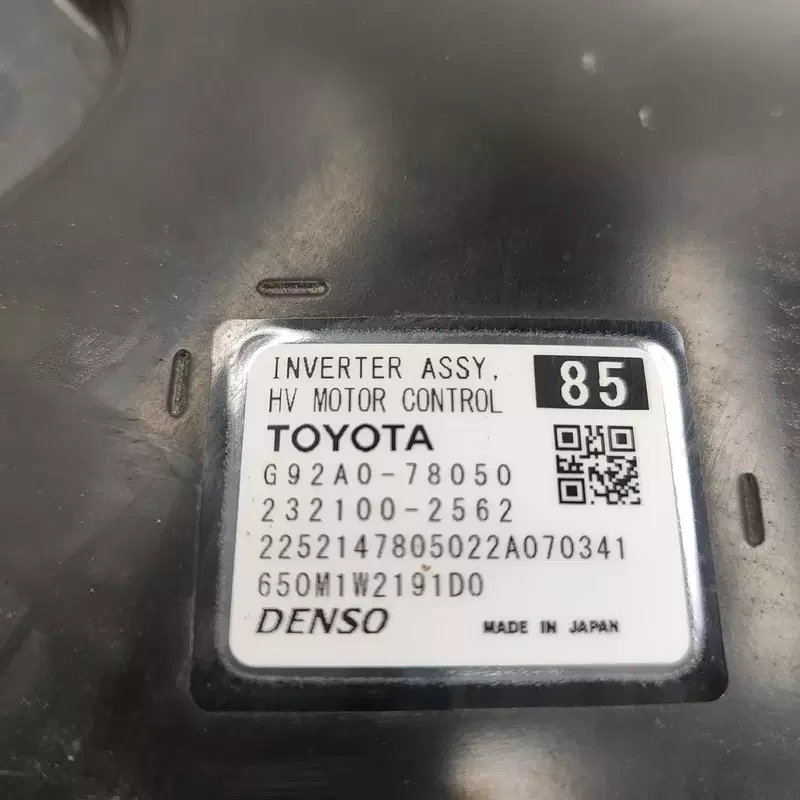 INVERTER ASSY,
HV MOTOR CONTROL
85
TOYOTA
G92A0-78050
232100-2562
2252147805022A070341
650M1W2191D0
DENSO
MADE IN JAPAN